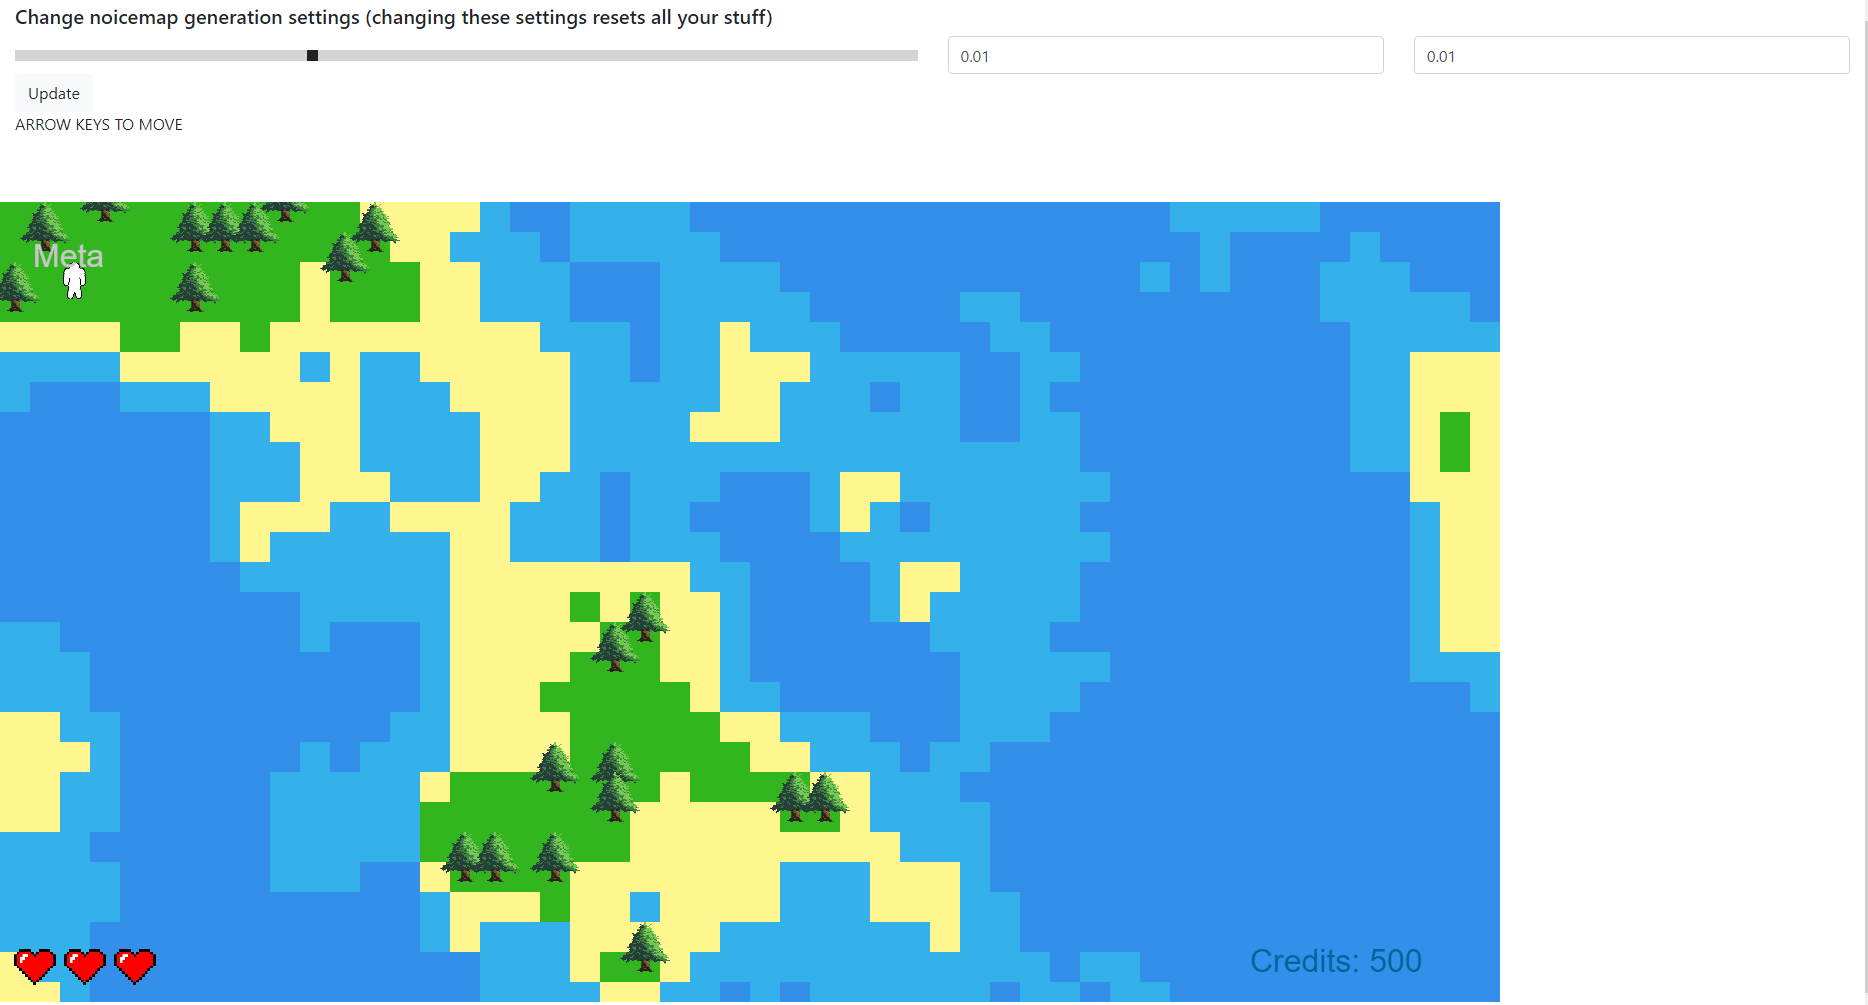 Change noicemap generation settings (changing these settings resets all your stuff)
0.01
0.01
Update
ARROW KEYS TO MOVE
Meta
Credits: 500